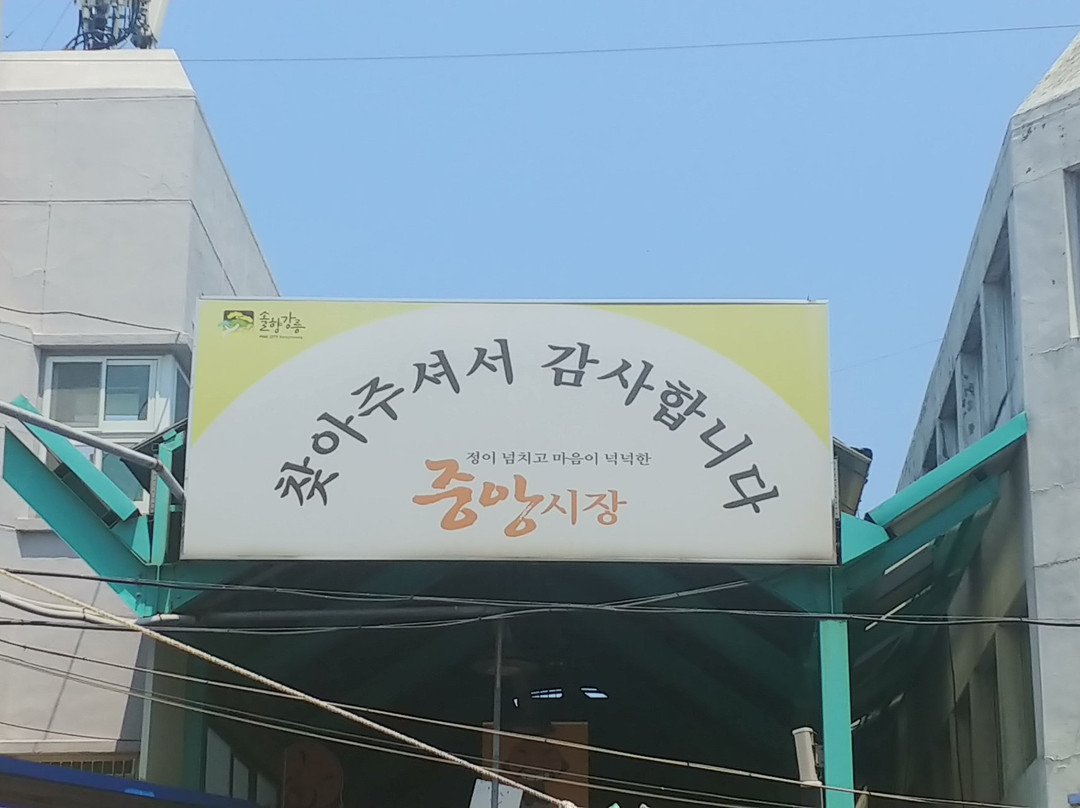 솔향강릉
찾아주셔서 감사합니다
정이 넘치고 마음이 넉넉한
중앙시장